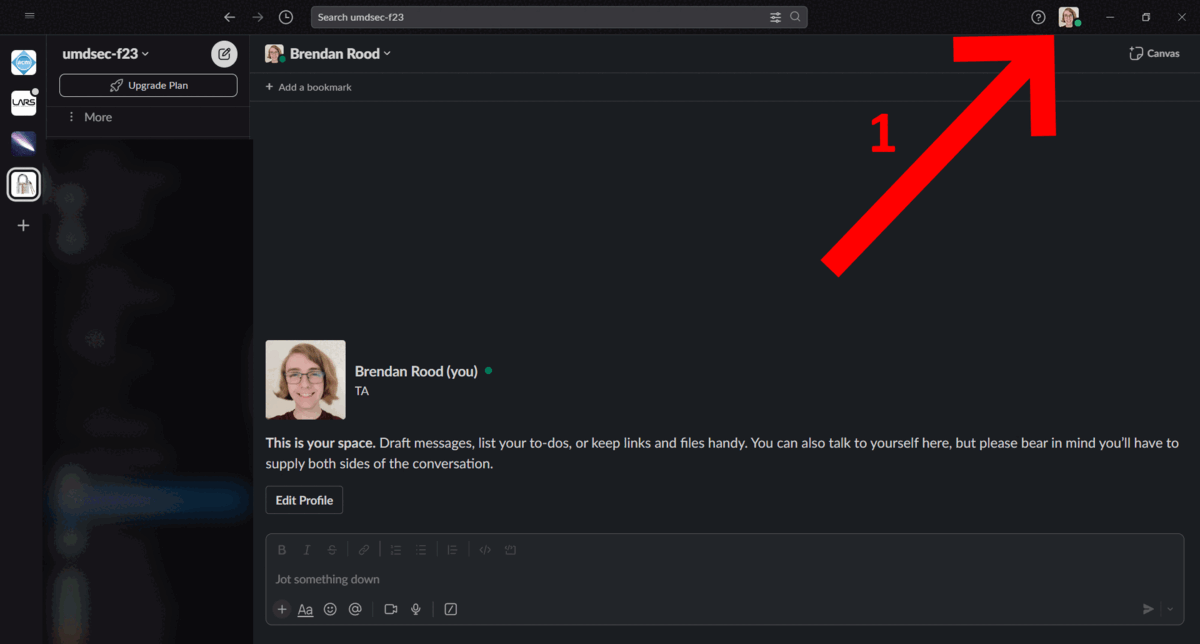 Search umdsec-f23
umdsec-f23
Brendan Rood
Canvas
LARS
Upgrade Plan
Add a bookmark
More
1
Brendan Rood (you)
TA
This is your space. Draft messages, list your to-dos, or keep links and files handy. You can also talk to yourself here, but please bear in mind you'll have to
supply both sides of the conversation.
Edit Profile
B I S
Jot something down
Aa